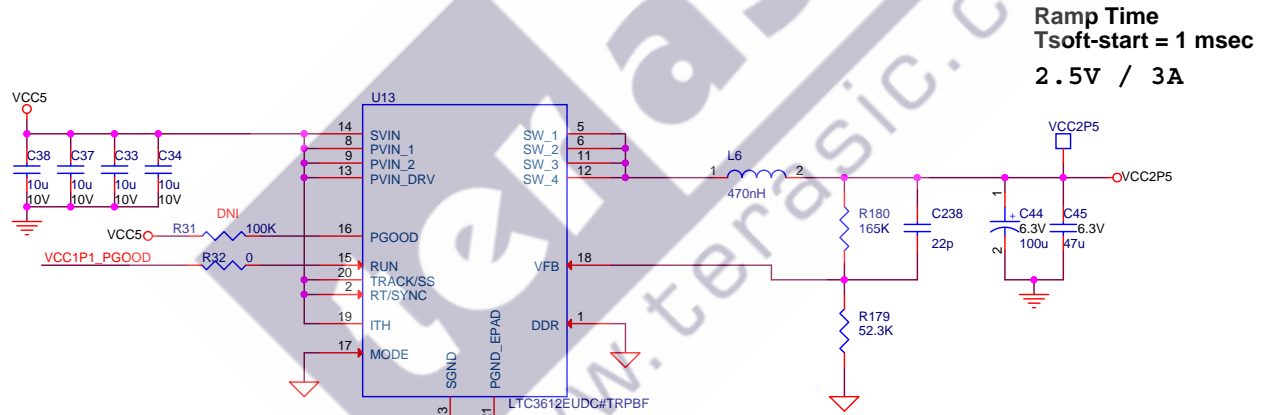 Ramp Time
Tsoft-start = 1 msec
2.5V / 3A
VCC5
U13
VCC2P5
14 SVIN SW_1 5
8 PVIN_1 SW_2 6
9 PVIN_2 SW_3 11
13 PVIN_DRV SW_4 12
C38 C37 C33 C34
10u 10u 10u 10u
10V 10V 10V 10V
1 L6 2
470nH
VCC2P5
DNI
VCC5 R31 100K 16 PGOOD
R180
165K
C238
22p
1
+ C44
6.3V
100u
2
C45
6.3V
47u
VCC1P1_PGOOD R32 0 15 RUN
20 TRACK/SS
2 RT/SYNC
VFB 18
19 ITH
DDR 1
17 MODE
R179
52.3K
SGND
PGND_EPAD
3
21
LTC3612EUDC#TRPBF
terasic
www.terasic.c